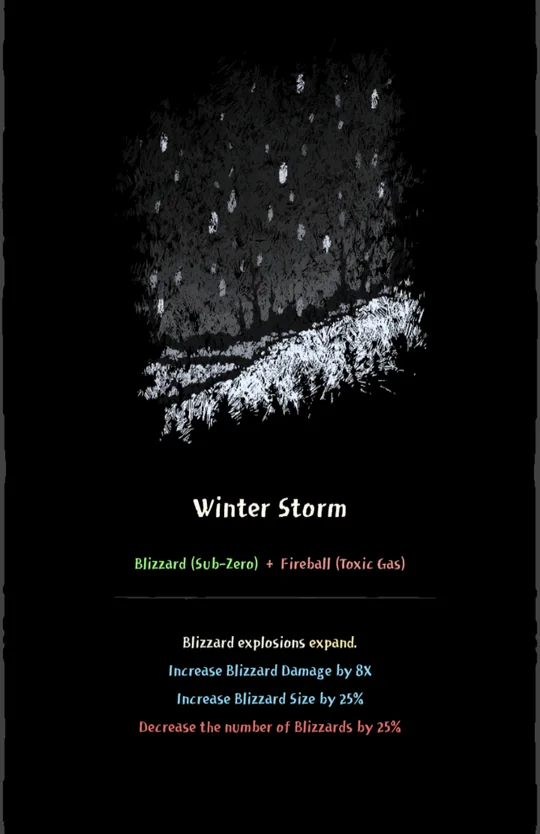 Winter Storm
Blizzard (Sub-Zero) + Fireball (Toxic Gas)
Blizzard explosions expand.
Increase Blizzard Damage by 8X
Increase Blizzard Size by 25%
Decrease the number of Blizzards by 25%